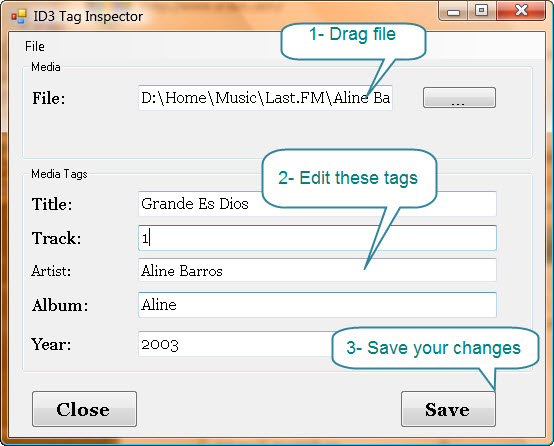 ID3 Tag Inspector
1- Drag file
File
Media
File: D:\Home\Music\Last.FM\Aline Ba ...
Media Tags
2- Edit these tags
Title: Grande Es Dios
Track: 1
Artist: Aline Barros
Album: Aline
Year: 2003
3- Save your changes
Close Save